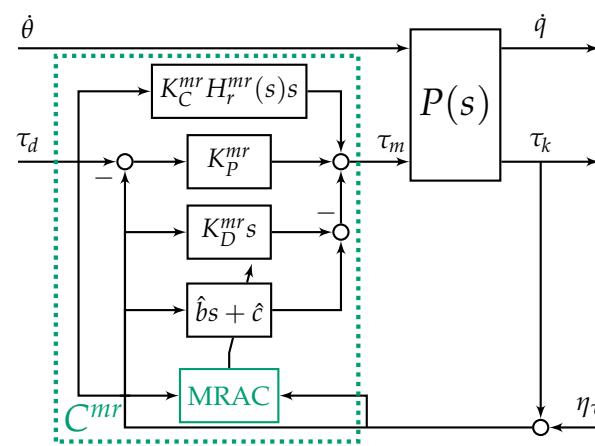 θ̇
q̇
K_C^{mr} H_r^{mr}(s)s
P(s)
τ_d
−
K_P^{mr}
τ_m
τ_k
−
K_D^{mr} s
b̂s + ĉ
MRAC
C^{mr}